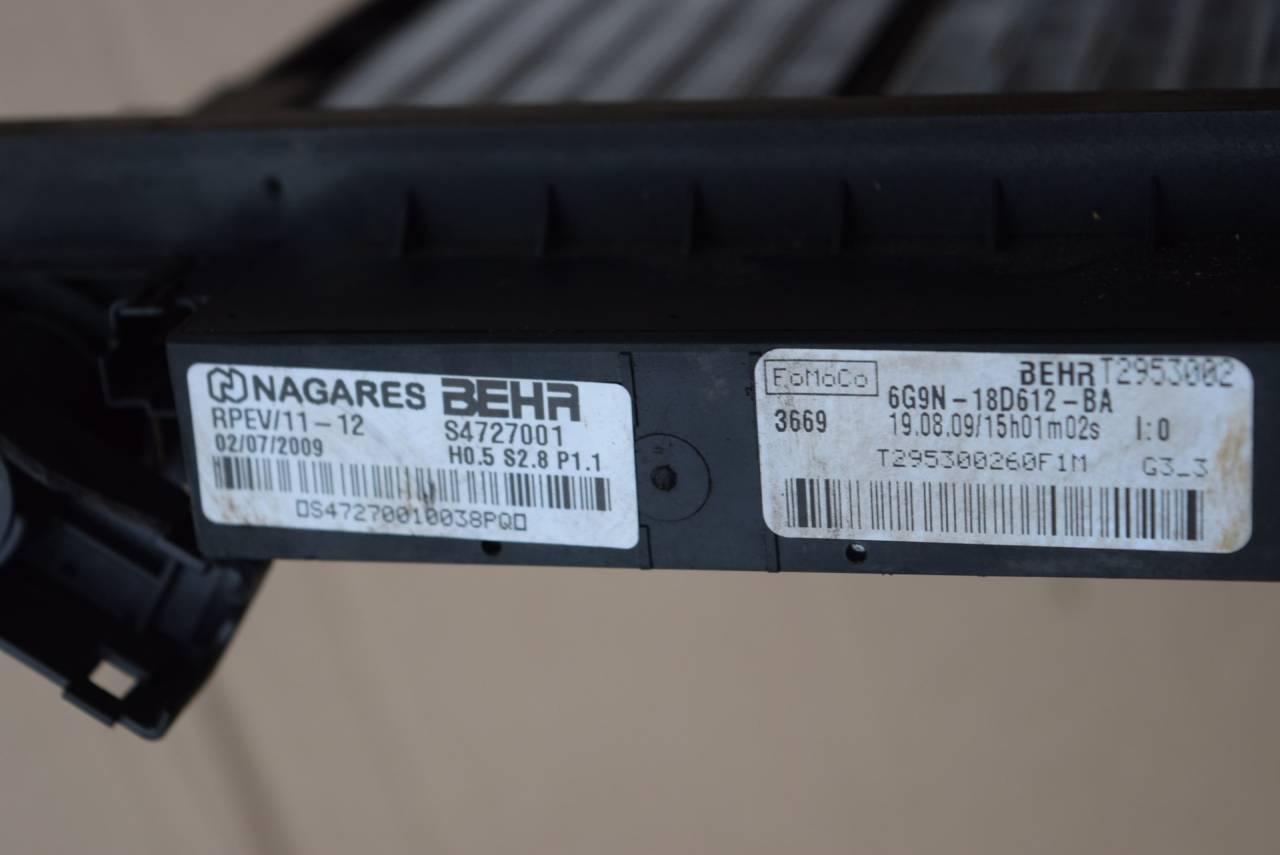 NAGARES BEHR
RPEV/11-12 S4727001
02/07/2009 H0.5 S2.8 P1.1
□S47270010038PQ□
FoMoCo BEHR T2953002
6G9N-18D612-BA
3669 19.08.09/15h01m02s I:0
T295300260F1M G3_3